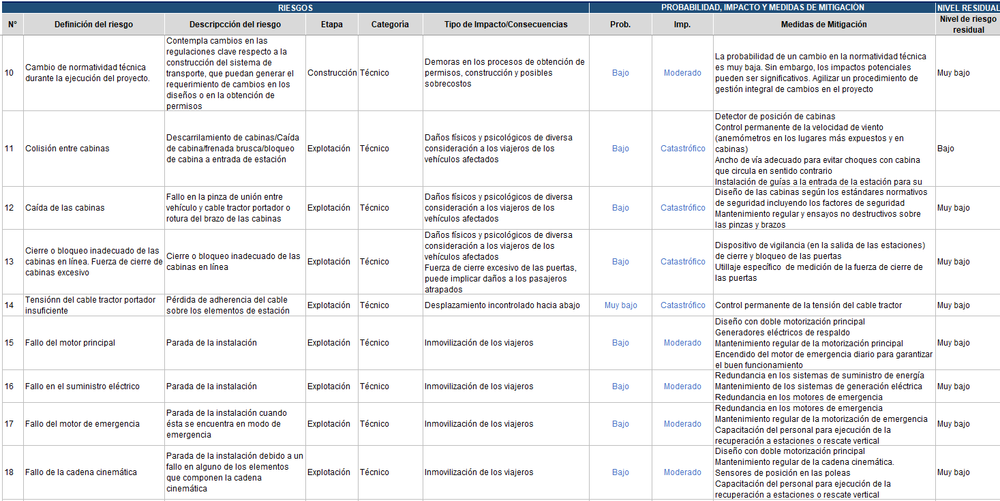 RIESGOS
PROBABILIDAD, IMPACTO Y MEDIDAS DE MITIGACIÓN
NIVEL RESIDUAL
N°
Definición del riesgo
Descripcción del riesgo
Etapa
Categoría
Tipo de Impacto/Consecuencias
Prob.
Imp.
Medidas de Mitigación
Nivel de riesgo
residual
10
Cambio de normatividad técnica
durante la ejecución del proyecto.
Contempla cambios en las
regulaciones clave respecto a la
construcción del sistema de
transporte, que puedan generar el
requerimiento de cambios en los
diseños o en la obtención de
permisos
Construcción
Técnico
Demoras en los procesos de obtención de
permisos, construcción y posibles
sobrecostos
Bajo
Moderado
La probabilidad de un cambio en la normatividad técnica
es muy baja. Sin embargo, los impactos potenciales
pueden ser significativos. Agilizar un procedimiento de
gestión integral de cambios en el proyecto
Muy bajo
11
Colisión entre cabinas
Descarrilamiento de cabinas/Caída
de cabina/frenada brusca/bloqueo
de cabina a entrada de estación
Explotación
Técnico
Daños físicos y psicológicos de diversa
consideración a los viajeros de los
vehículos afectados
Bajo
Catastrófico
Detector de posición de cabinas
Control permanente de la velocidad de viento
(anemómetros en los lugares más expuestos y en
cabinas)
Ancho de vía adecuado para evitar choques con cabina
que circula en sentido contrario
Instalación de guías a la entrada de la estación para su
Bajo
12
Caída de las cabinas
Fallo en la pinza de unión entre
vehículo y cable tractor portador o
rotura del brazo de las cabinas
Explotación
Técnico
Daños físicos y psicológicos de diversa
consideración a los viajeros de los
vehículos afectados
Bajo
Catastrófico
Diseño de las cabinas según los estándares normativos
de seguridad incluyendo los factores de seguridad
Mantenimiento regular y ensayos no destructivos sobre
las pinzas y brazos
Muy bajo
13
Cierre o bloqueo inadecuado de las
cabinas en línea. Fuerza de cierre de
cabinas excesivo
Cierre o bloqueo inadecuado de las
cabinas en línea
Explotación
Técnico
Daños físicos y psicológicos de diversa
consideración a los viajeros de los
vehículos afectados
Fuerza de cierre excesivo de las puertas,
puede implicar daños a los pasajeros
atrapados
Bajo
Catastrófico
Dispositivo de vigilancia (en la salida de las estaciones)
de cierre y bloqueo de las puertas
Utillaje específico de medición de la fuerza de cierre de
las puertas
Muy bajo
14
Tensiónn del cable tractor portador
insuficiente
Pérdida de adherencia del cable
sobre los elementos de estación
Explotación
Técnico
Desplazamiento incontrolado hacia abajo
Muy bajo
Catastrófico
Control permanente de la tensión del cable tractor
Muy bajo
15
Fallo del motor principal
Parada de la instalación
Explotación
Técnico
Inmovilización de los viajeros
Bajo
Moderado
Diseño con doble motorización principal
Generadores eléctricos de respaldo
Mantenimiento regular de la motorización principal
Encendido del motor de emergencia diario para garantizar
el buen funcionamiento
Muy bajo
16
Fallo en el suministro eléctrico
Parada de la instalación
Explotación
Técnico
Inmovilización de los viajeros
Bajo
Moderado
Redundancia en los sistemas de suministro de energía
Mantenimiento de los sistemas de generación eléctrica
Redundancia en los motores de emergencia
Muy bajo
17
Fallo del motor de emergencia
Parada de la instalación cuando
ésta se encuentra en modo de
emergencia
Explotación
Técnico
Inmovilización de los viajeros
Bajo
Moderado
Redundancia en los motores de emergencia
Mantenimiento regular de la motorización de emergencia
Capacitación del personal para ejecución de la
recuperación a estaciones o rescate vertical
Muy bajo
18
Fallo de la cadena cinemática
Parada de la instalación debido a un
fallo en alguno de los elementos
que componen la cadena
cinemática
Explotación
Técnico
Inmovilización de los viajeros
Bajo
Moderado
Diseño con doble motorización principal
Mantenimiento regular de la cadena cinemática.
Sensores de posición en las poleas
Capacitación del personal para ejecución de la
recuperación a estaciones o rescate vertical
Muy bajo